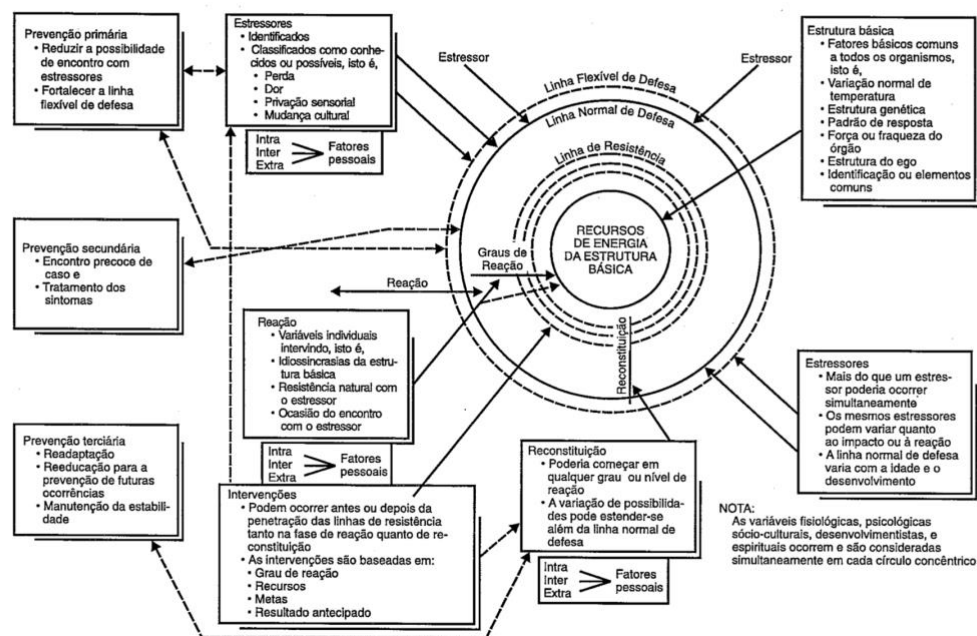 Prevenção primária
• Reduzir a possibilidade
de encontro com
estressores
• Fortalecer a linha
flexível de defesa
Estressores
• Identificados
• Classificados como conhe-
cidos ou possíveis, isto é,
• Perda
• Dor
• Privação sensorial
• Mudança cultural
Intra
Inter
Extra
Fatores
pessoais
Estressor
Estressor
Linha Flexível de Defesa
Linha Normal de Defesa
Linha de Resistência
RECURSOS
DE ENERGIA
DA ESTRUTURA
BÁSICA
Graus de
Reação
Reação
Reconstituição
Estrutura básica
• Fatores básicos comuns
a todos os organismos,
isto é,
• Variação normal de
temperatura
• Estrutura genética
• Padrão de resposta
• Força ou fraqueza do
órgão
• Estrutura do ego
• Identificação ou elementos
comuns
Prevenção secundária
• Encontro precoce de
caso e
• Tratamento dos
sintomas
Reação
• Variáveis individuais
intervindo, isto é,
• Idiossincrasias da estru-
tura básica
• Resistência natural com
o estressor
• Ocasião do encontro
com o estressor
Intra
Inter
Extra
Fatores
pessoais
Estressores
• Mais do que um estres-
sor poderia ocorrer
simultaneamente
• Os mesmos estressores
podem variar quanto
ao impacto ou à reação
• A linha normal de defesa
varia com a idade e o
desenvolvimento
Prevenção terciária
• Readaptação
• Reeducação para a
prevenção de futuras
ocorrências
• Manutenção da estabili-
dade
Intervenções
• Podem ocorrer antes ou depois da
penetração das linhas de resistência
tanto na fase de reação quanto de re-
constituição
• As intervenções são baseadas em:
• Grau de reação
• Recursos
• Metas
• Resultado antecipado
Reconstituição
• Poderia começar em
qualquer grau ou nível de
reação
• A variação de possibilida-
des pode estender-se
além da linha normal de
defesa
Intra
Inter
Extra
Fatores
pessoais
NOTA:
As variáveis fisiológicas, psicológicas
sócio-culturais, desenvolvimentistas, e
espirituais ocorrem e são consideradas
simultaneamente em cada círculo concêntrico